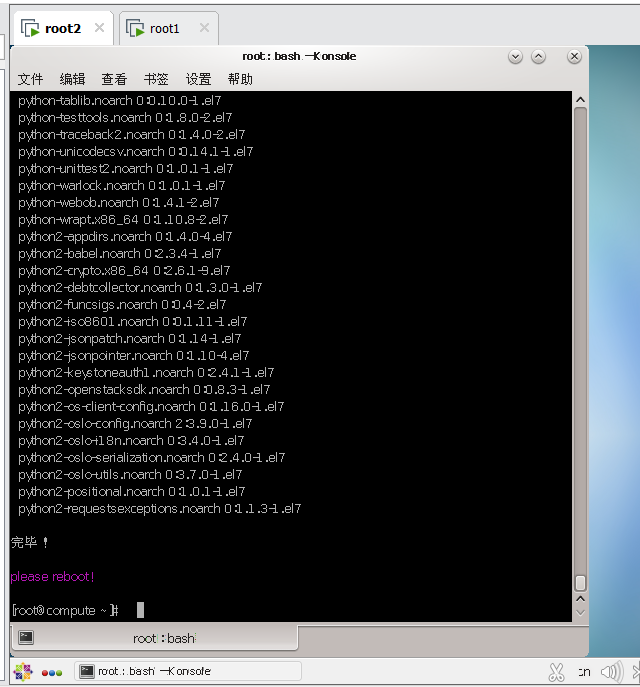 root2
root1
root : .bash – Konsole
文件 编辑 查看 书签 设置 帮助
python-tablib.noarch 0:0.10.0-1.el7
python-testtools.noarch 0:1.8.0-2.el7
python-traceback2.noarch 0:1.4.0-2.el7
python-unicodecsv.noarch 0:0.14.1-1.el7
python-unittest2.noarch 0:1.0.1-1.el7
python-warlock.noarch 0:1.0.1-1.el7
python-webob.noarch 0:1.4.1-2.el7
python-wrapt.x86_64 0:1.10.8-2.el7
python2-appdirs.noarch 0:1.4.0-4.el7
python2-babel.noarch 0:2.3.4-1.el7
python2-crypto.x86_64 0:2.6.1-9.el7
python2-debtcollector.noarch 0:1.3.0-1.el7
python2-funcsigs.noarch 0:0.4-2.el7
python2-iso8601.noarch 0:0.1.11-1.el7
python2-jsonpatch.noarch 0:1.14-1.el7
python2-jsonpointer.noarch 0:1.10-4.el7
python2-keystoneauth1.noarch 0:2.4.1-1.el7
python2-openstacksdk.noarch 0:0.8.3-1.el7
python2-os-client-config.noarch 0:1.16.0-1.el7
python2-oslo-config.noarch 2:3.9.0-1.el7
python2-oslo-i18n.noarch 0:3.4.0-1.el7
python2-oslo-serialization.noarch 0:2.4.0-1.el7
python2-oslo-utils.noarch 0:3.7.0-1.el7
python2-positional.noarch 0:1.0.1-1.el7
python2-requestsexceptions.noarch 0:1.1.3-1.el7
完毕！
please reboot!
[root@compute ~]#
root : .bash
root : .bash – Konsole
cn